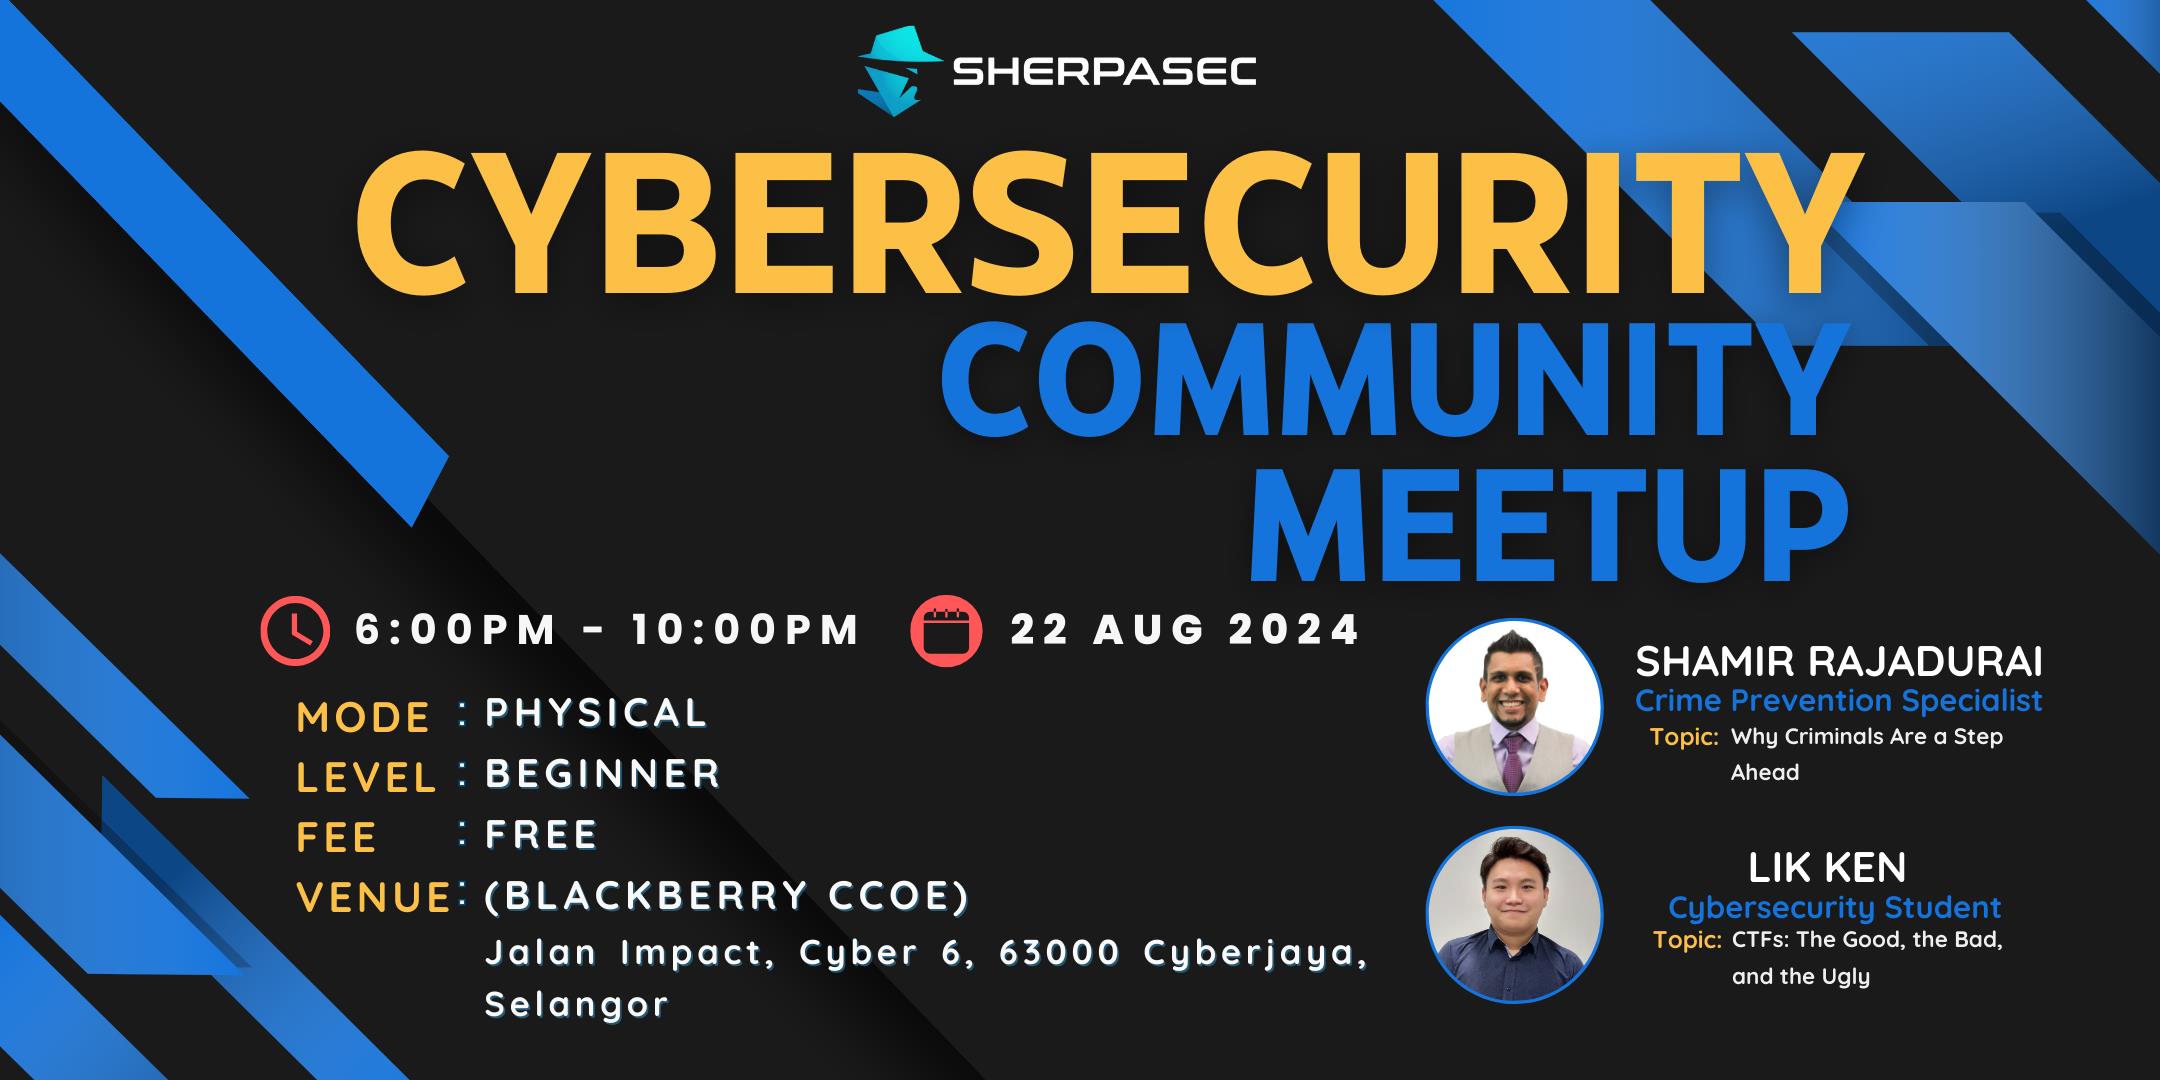 SHERPASEC
CYBERSECURITY
COMMUNITY
MEETUP
6:00PM - 10:00PM
22 AUG 2024
MODE : PHYSICAL
LEVEL : BEGINNER
FEE : FREE
VENUE : (BLACKBERRY CCOE)
Jalan Impact, Cyber 6, 63000 Cyberjaya,
Selangor
SHAMIR RAJADURAI
Crime Prevention Specialist
Topic: Why Criminals Are a Step
Ahead
LIK KEN
Cybersecurity Student
Topic: CTFs: The Good, the Bad,
and the Ugly